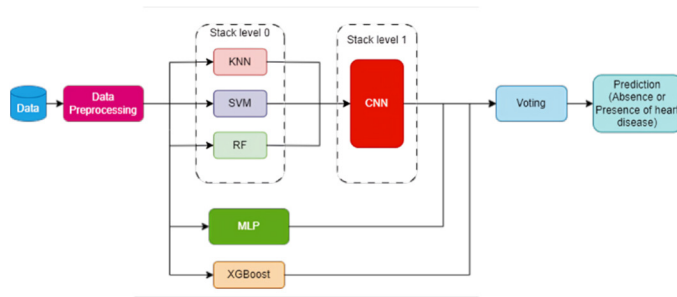 Stack level 0
Stack level 1
KNN
Data
Data
Preprocessing
SVM
CNN
Voting
Prediction
(Absence or
Presence of heart
disease)
RF
MLP
XGBoost